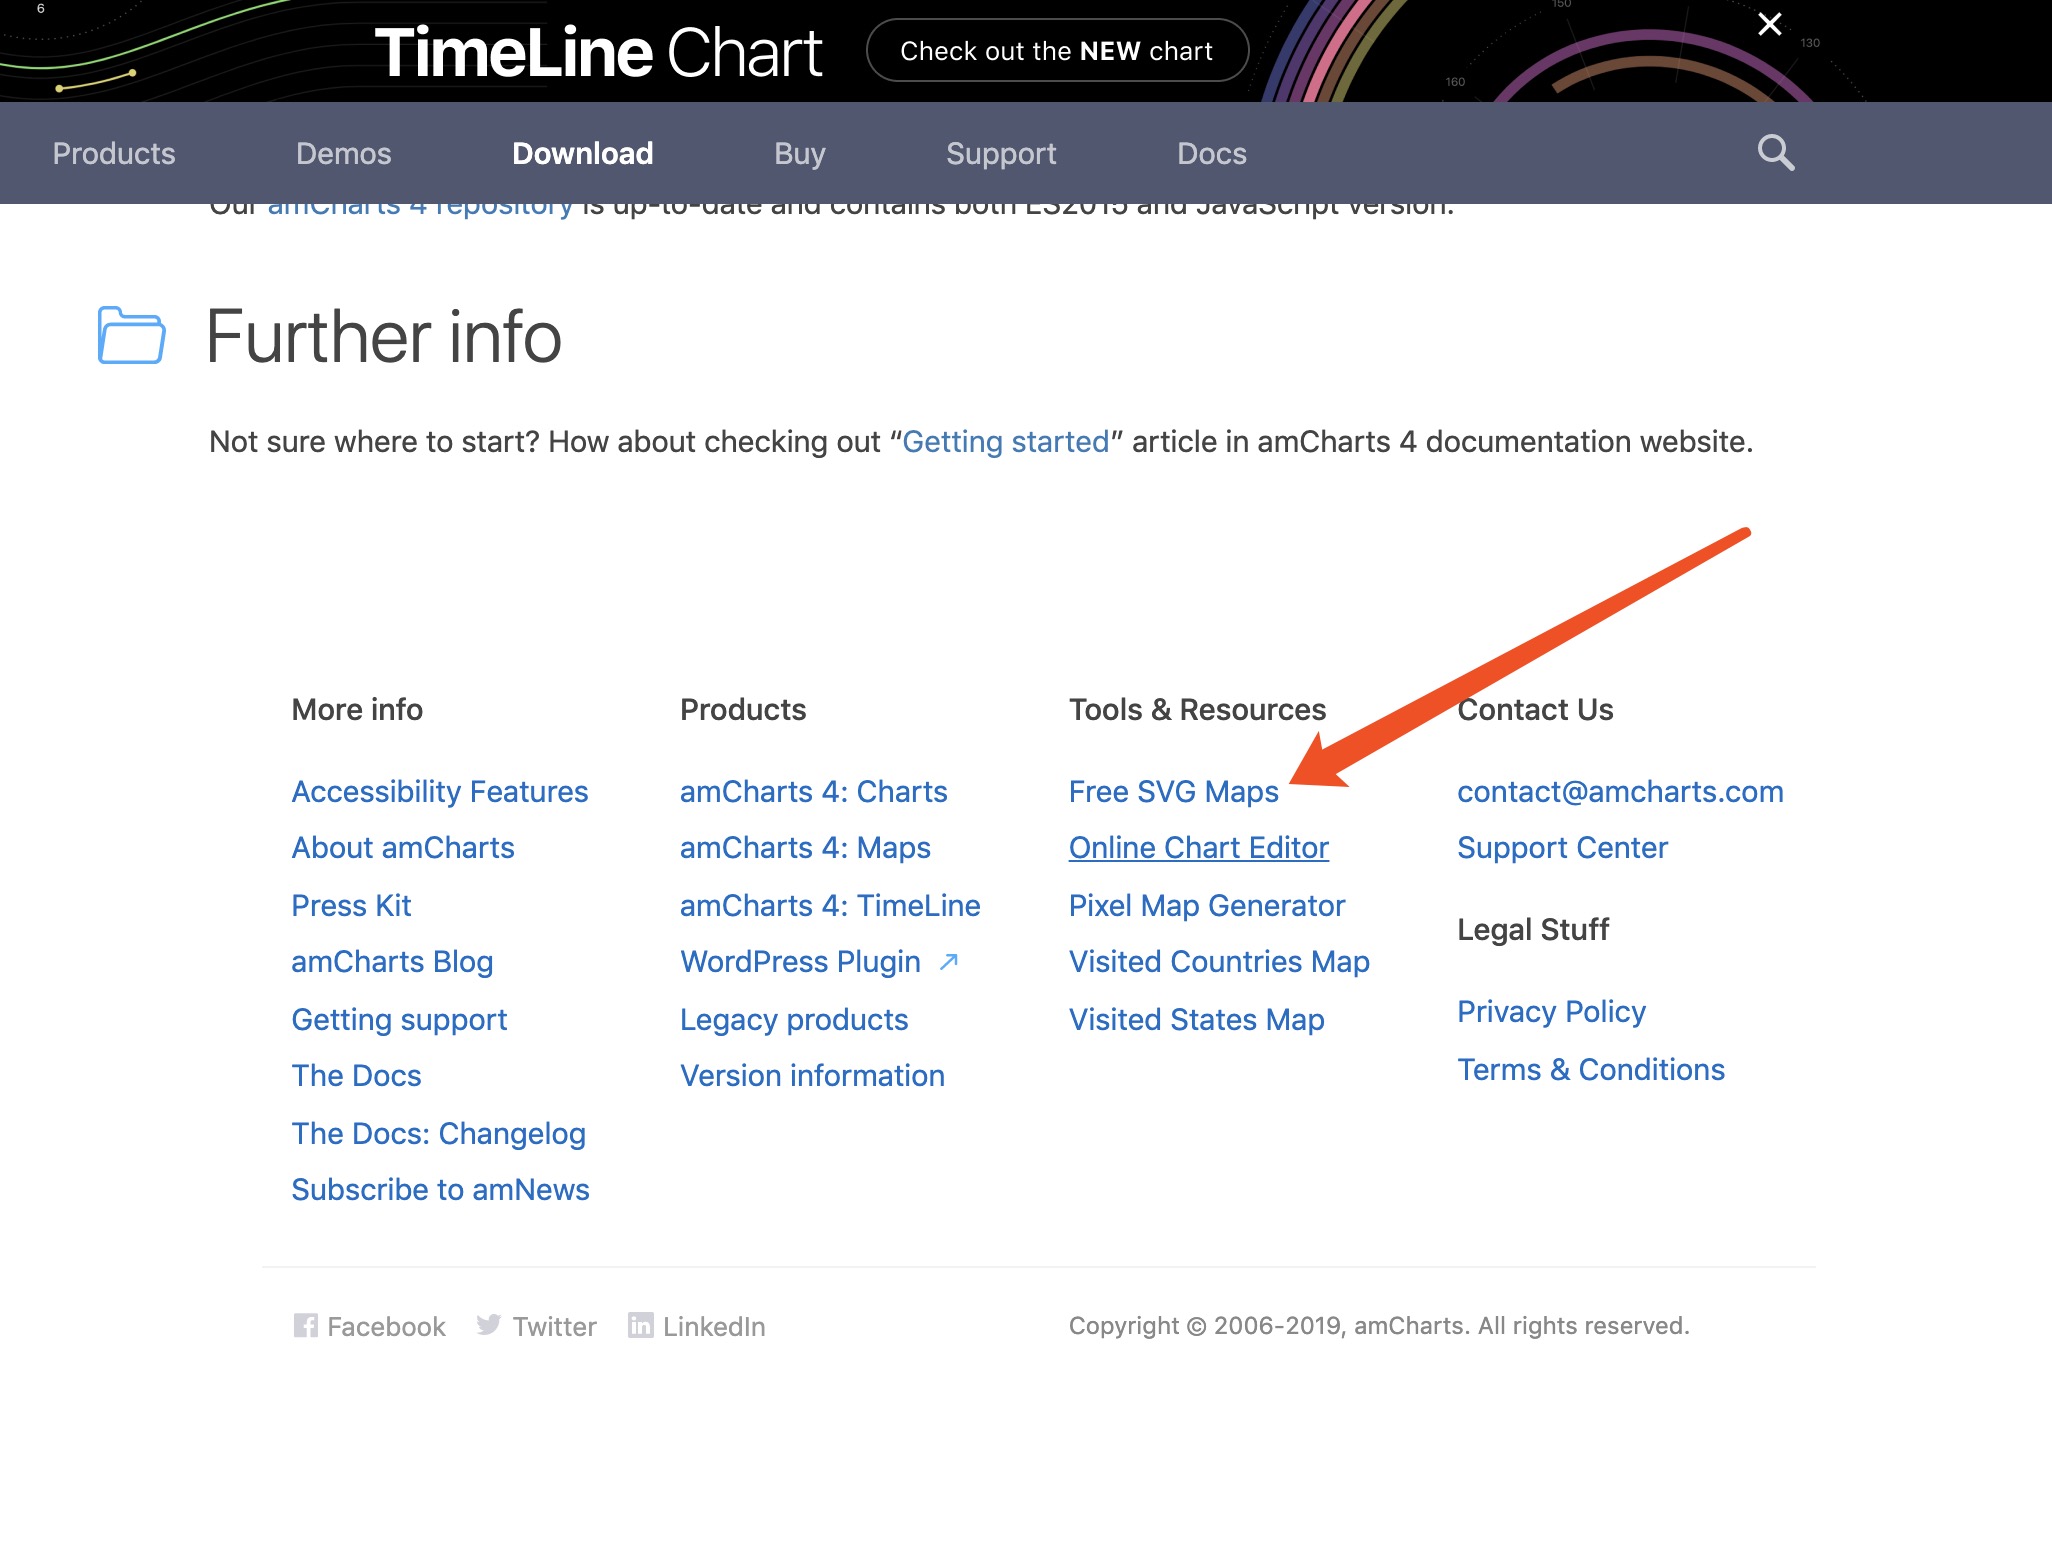 6
TimeLine Chart
Check out the NEW chart
150
130
160
Products
Demos
Download
Buy
Support
Docs
Our amCharts 4 repository is up-to-date and contains both ES2015 and JavaScript version.
Further info
Not sure where to start? How about checking out “Getting started” article in amCharts 4 documentation website.
More info
Accessibility Features
About amCharts
Press Kit
amCharts Blog
Getting support
The Docs
The Docs: Changelog
Subscribe to amNews
Products
amCharts 4: Charts
amCharts 4: Maps
amCharts 4: TimeLine
WordPress Plugin
Legacy products
Version information
Tools & Resources
Free SVG Maps
Online Chart Editor
Pixel Map Generator
Visited Countries Map
Visited States Map
Contact Us
contact@amcharts.com
Support Center
Legal Stuff
Privacy Policy
Terms & Conditions
Facebook
Twitter
LinkedIn
Copyright © 2006-2019, amCharts. All rights reserved.